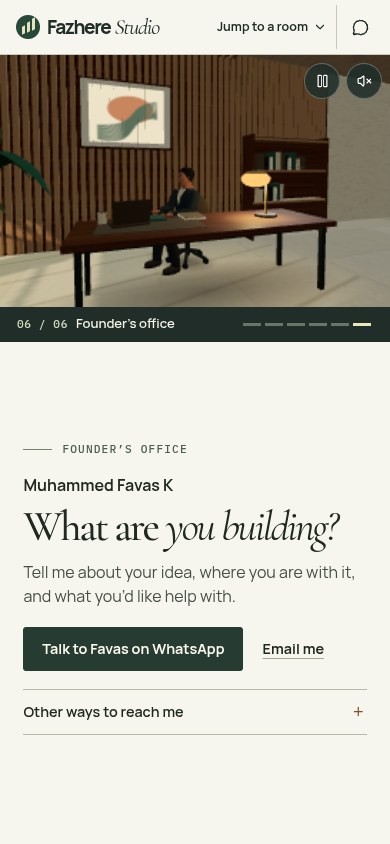 Fazhere Studio
Jump to a room
06 / 06 Founder's office
FOUNDER'S OFFICE
Muhammed Favas K
What are you building?
Tell me about your idea, where you are with it,
and what you'd like help with.
Talk to Favas on WhatsApp
Email me
Other ways to reach me